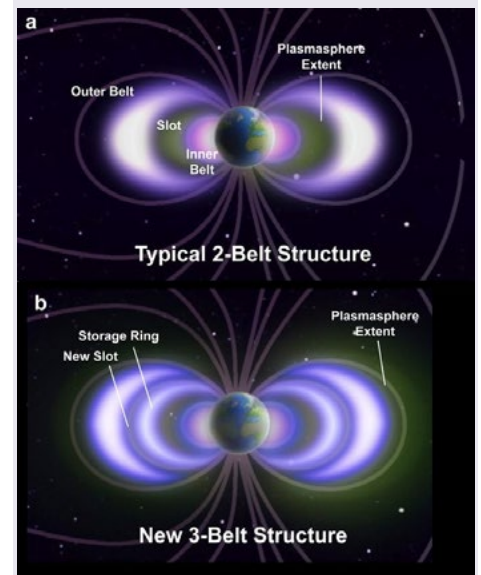 a
Plasmasphere
Extent
Outer Belt
Slot
Inner
Belt
Typical 2-Belt Structure
b
Plasmasphere
Extent
Storage Ring
New Slot
New 3-Belt Structure